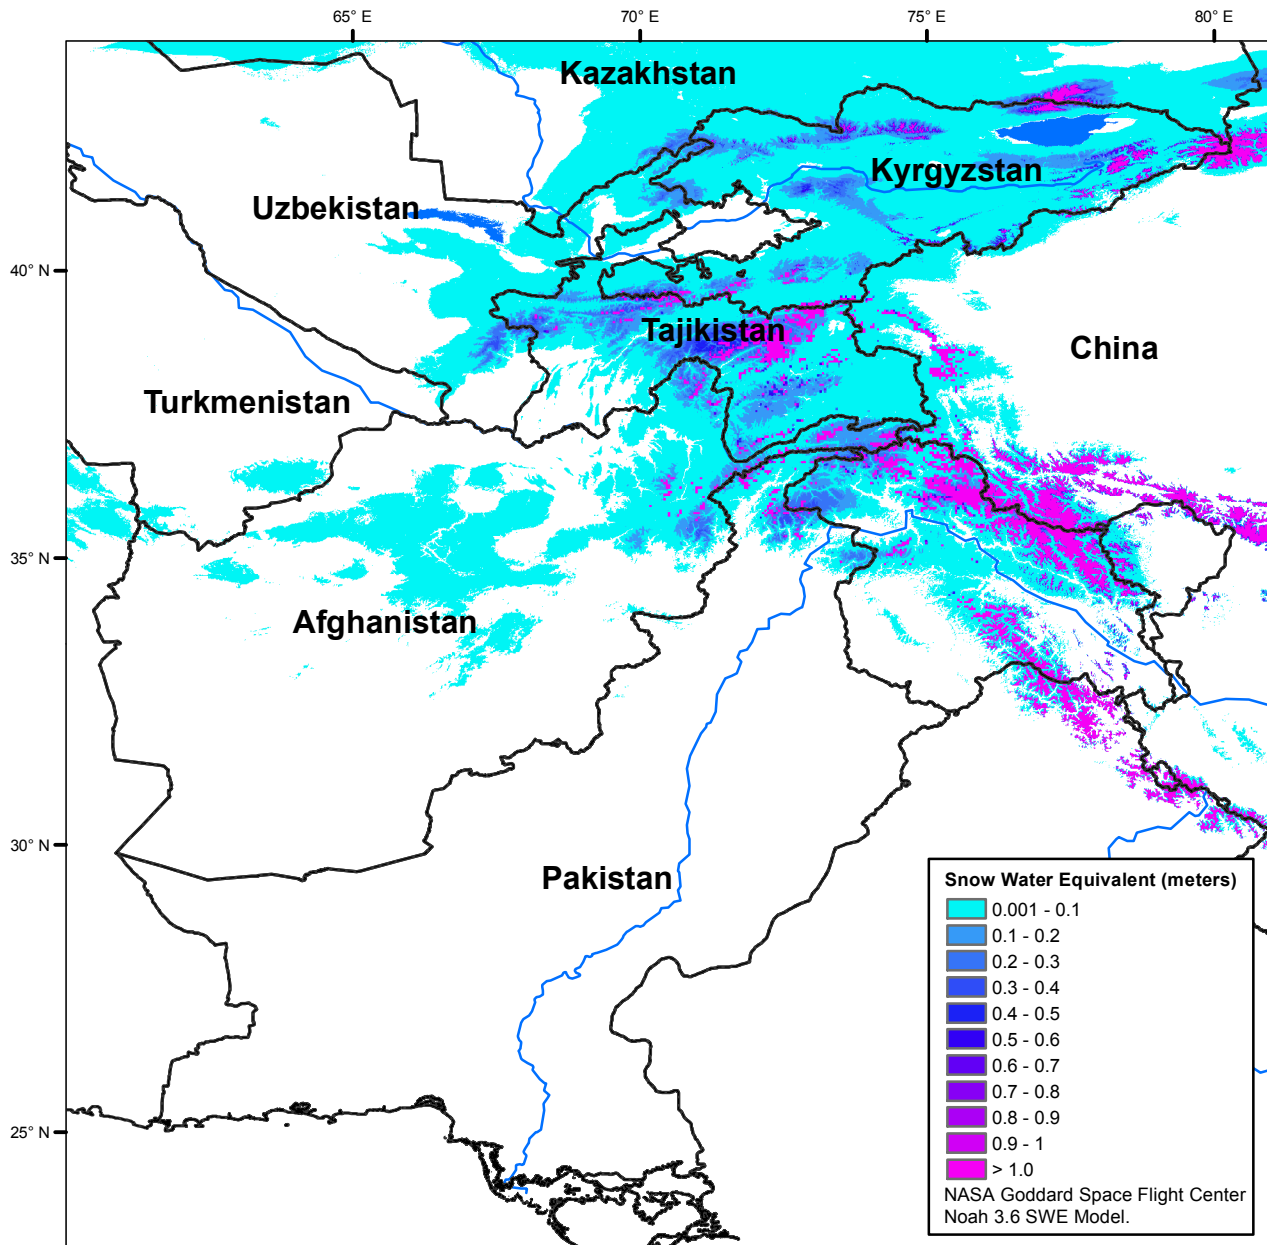 65° E
70° E
75° E
80° E
Kazakhstan
Kyrgyzstan
Uzbekistan
40° N
Tajikistan
China
Turkmenistan
35° N
Afghanistan
30° N
Pakistan
Snow Water Equivalent (meters)
0.001 - 0.1
0.1 - 0.2
0.2 - 0.3
0.3 - 0.4
0.4 - 0.5
0.5 - 0.6
0.6 - 0.7
0.7 - 0.8
0.8 - 0.9
0.9 - 1
> 1.0
NASA Goddard Space Flight Center
Noah 3.6 SWE Model.
25° N